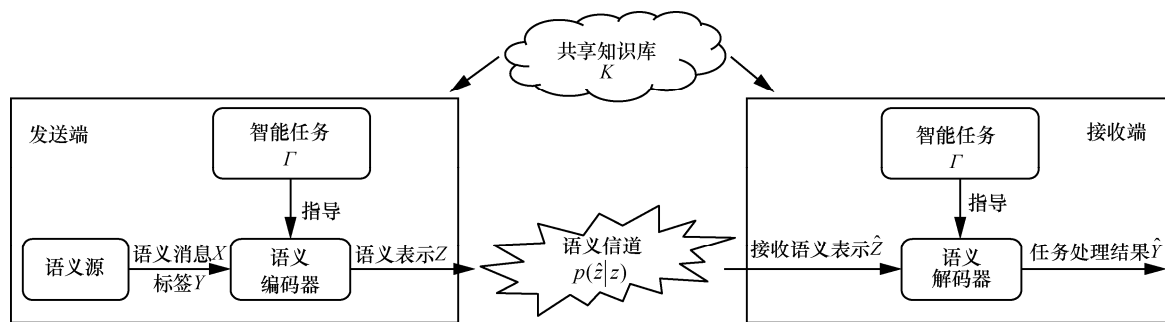 共享知识库
K
发送端
智能任务
Γ
指导
语义源
语义消息X
标签Y
语义
编码器
语义表示Z
语义信道
p(ẑ|z)
接收端
智能任务
Γ
指导
接收语义表示Ẑ
语义
解码器
任务处理结果Ŷ